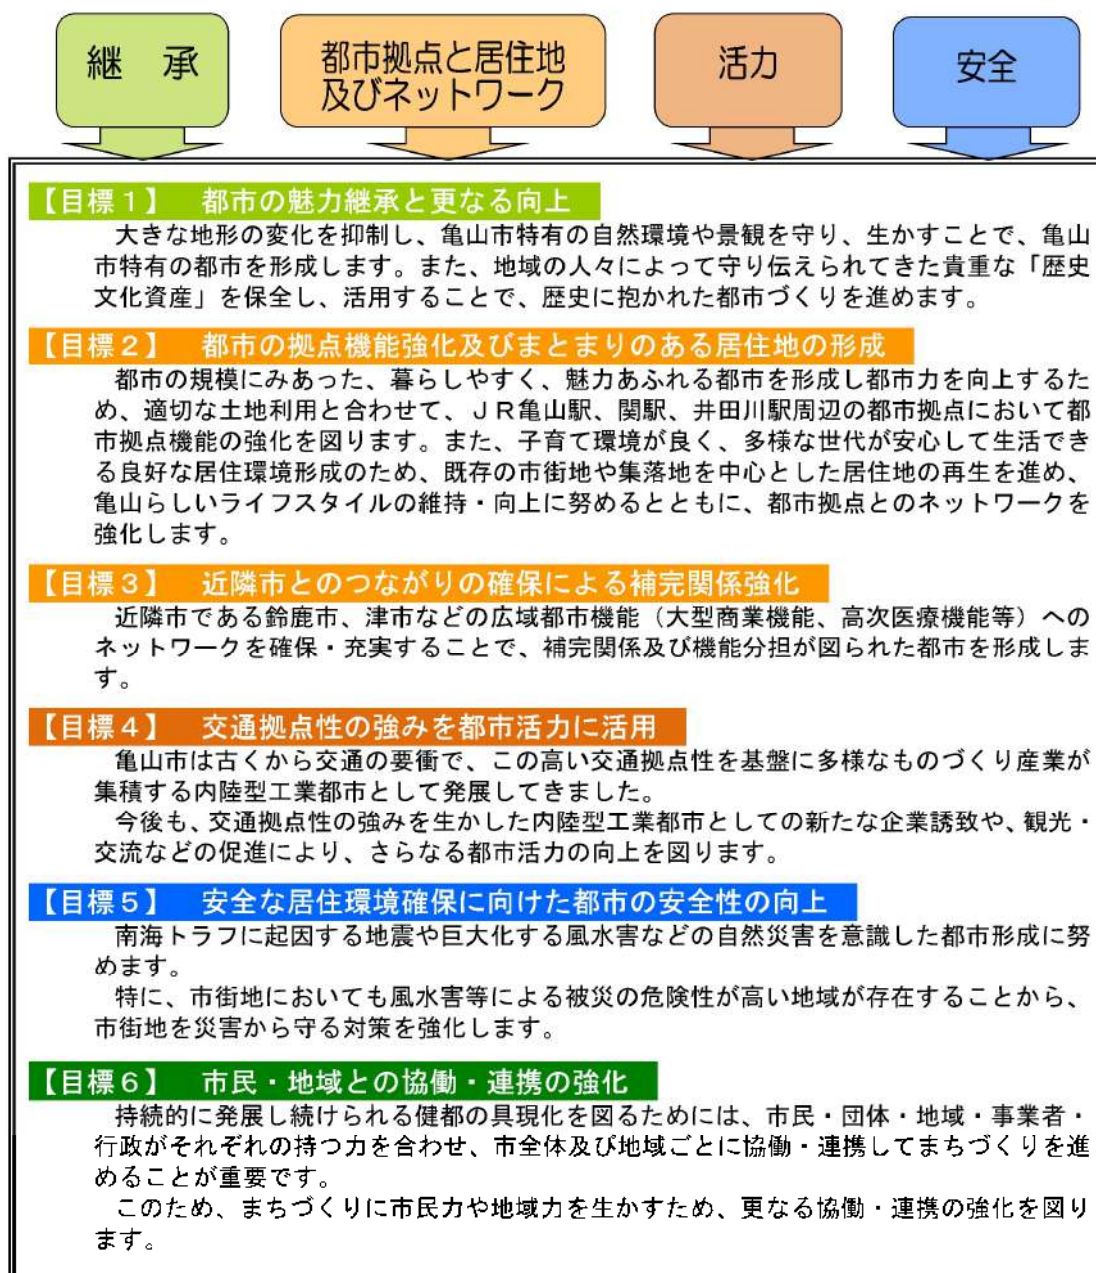 継　承
都市拠点と居住地
及びネットワーク
活力
安全
【目標１】　都市の魅力継承と更なる向上
大きな地形の変化を抑制し、亀山市特有の自然環境や景観を守り、生かすことで、亀山
市特有の都市を形成します。また、地域の人々によって守り伝えられてきた貴重な「歴史
文化資産」を保全し、活用することで、歴史に抱かれた都市づくりを進めます。
【目標２】　都市の拠点機能強化及びまとまりのある居住地の形成
都市の規模にみあった、暮らしやすく、魅力あふれる都市を形成し都市力を向上するた
め、適切な土地利用と合わせて、ＪＲ亀山駅、関駅、井田川駅周辺の都市拠点において都
市拠点機能の強化を図ります。また、子育て環境が良く、多様な世代が安心して生活でき
る良好な居住環境形成のため、既存の市街地や集落地を中心とした居住地の再生を進め、
亀山らしいライフスタイルの維持・向上に努めるとともに、都市拠点とのネットワークを
強化します。
【目標３】　近隣市とのつながりの確保による補完関係強化
近隣市である鈴鹿市、津市などの広域都市機能（大型商業機能、高次医療機能等）への
ネットワークを確保・充実することで、補完関係及び機能分担が図られた都市を形成しま
す。
【目標４】　交通拠点性の強みを都市活力に活用
亀山市は古くから交通の要衝で、この高い交通拠点性を基盤に多様なものづくり産業が
集積する内陸型工業都市として発展してきました。
今後も、交通拠点性の強みを生かした内陸型工業都市としての新たな企業誘致や、観光・
交流などの促進により、さらなる都市活力の向上を図ります。
【目標５】　安全な居住環境確保に向けた都市の安全性の向上
南海トラフに起因する地震や巨大化する風水害などの自然災害を意識した都市形成に努
めます。
特に、市街地においても風水害等による被災の危険性が高い地域が存在することから、
市街地を災害から守る対策を強化します。
【目標６】　市民・地域との協働・連携の強化
持続的に発展し続けられる健都の具現化を図るためには、市民・団体・地域・事業者・
行政がそれぞれの持つ力を合わせ、市全体及び地域ごとに協働・連携してまちづくりを進
めることが重要です。
このため、まちづくりに市民力や地域力を生かすため、更なる協働・連携の強化を図り
ます。